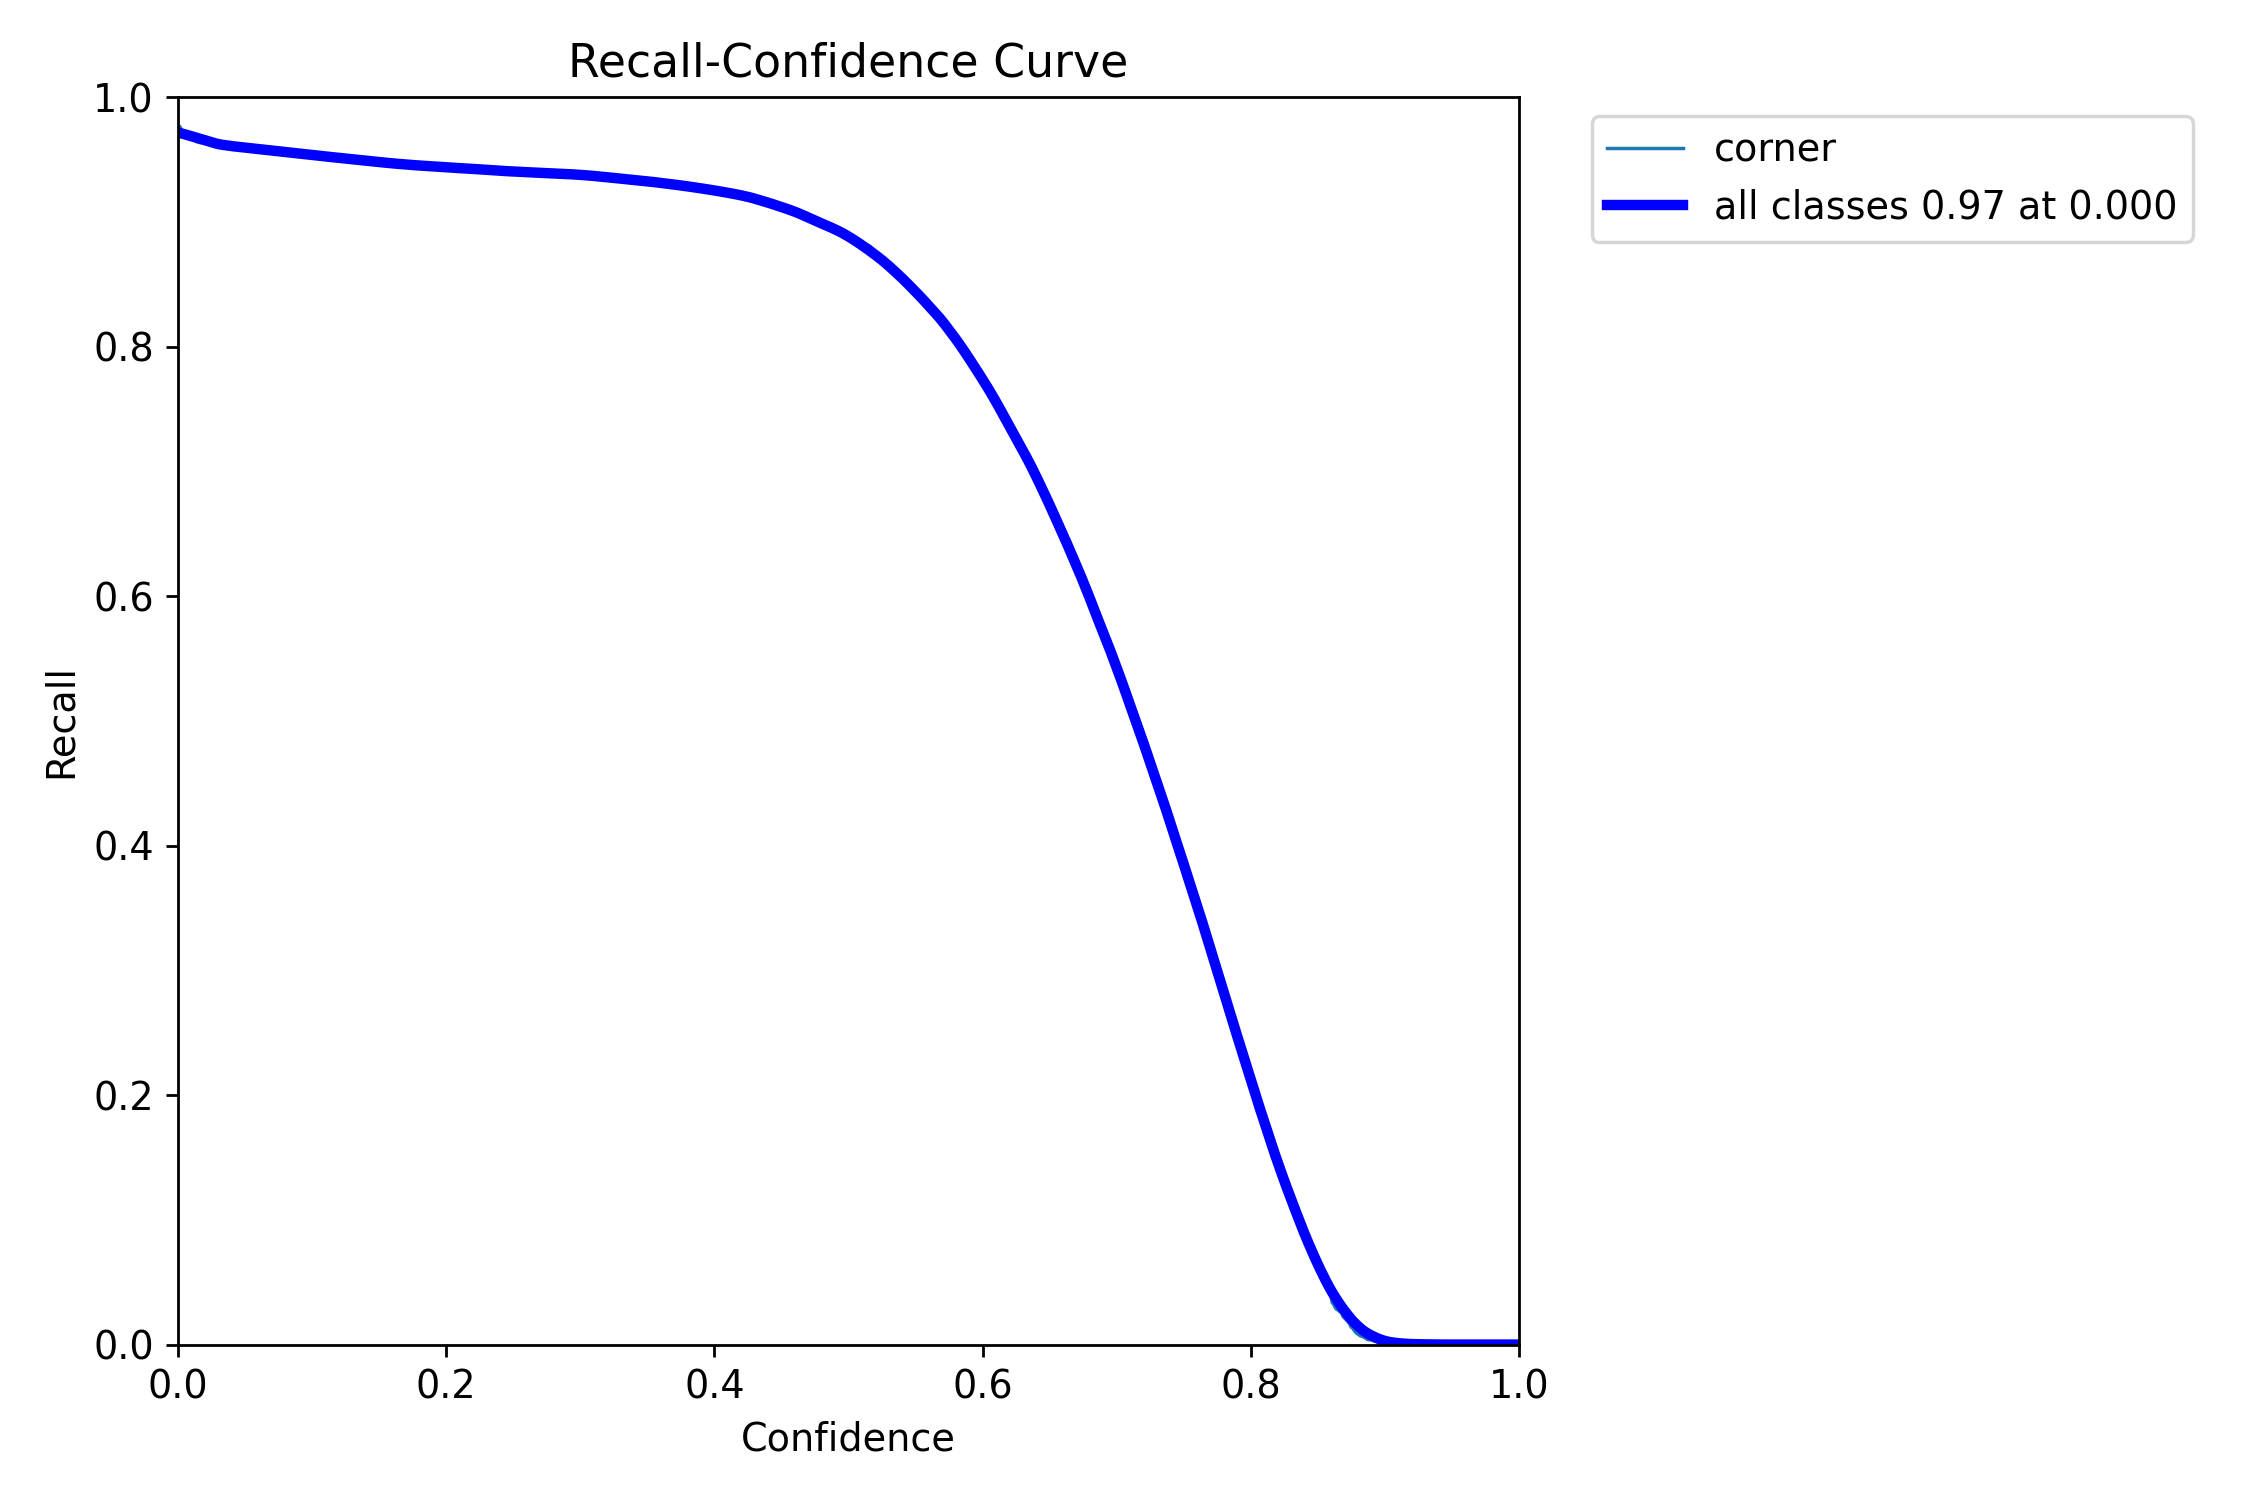 Recall-Confidence Curve
1.0
0.8
0.6
0.4
0.2
0.0
Recall
0.0 0.2 0.4 0.6 0.8 1.0
Confidence
corner
all classes 0.97 at 0.000